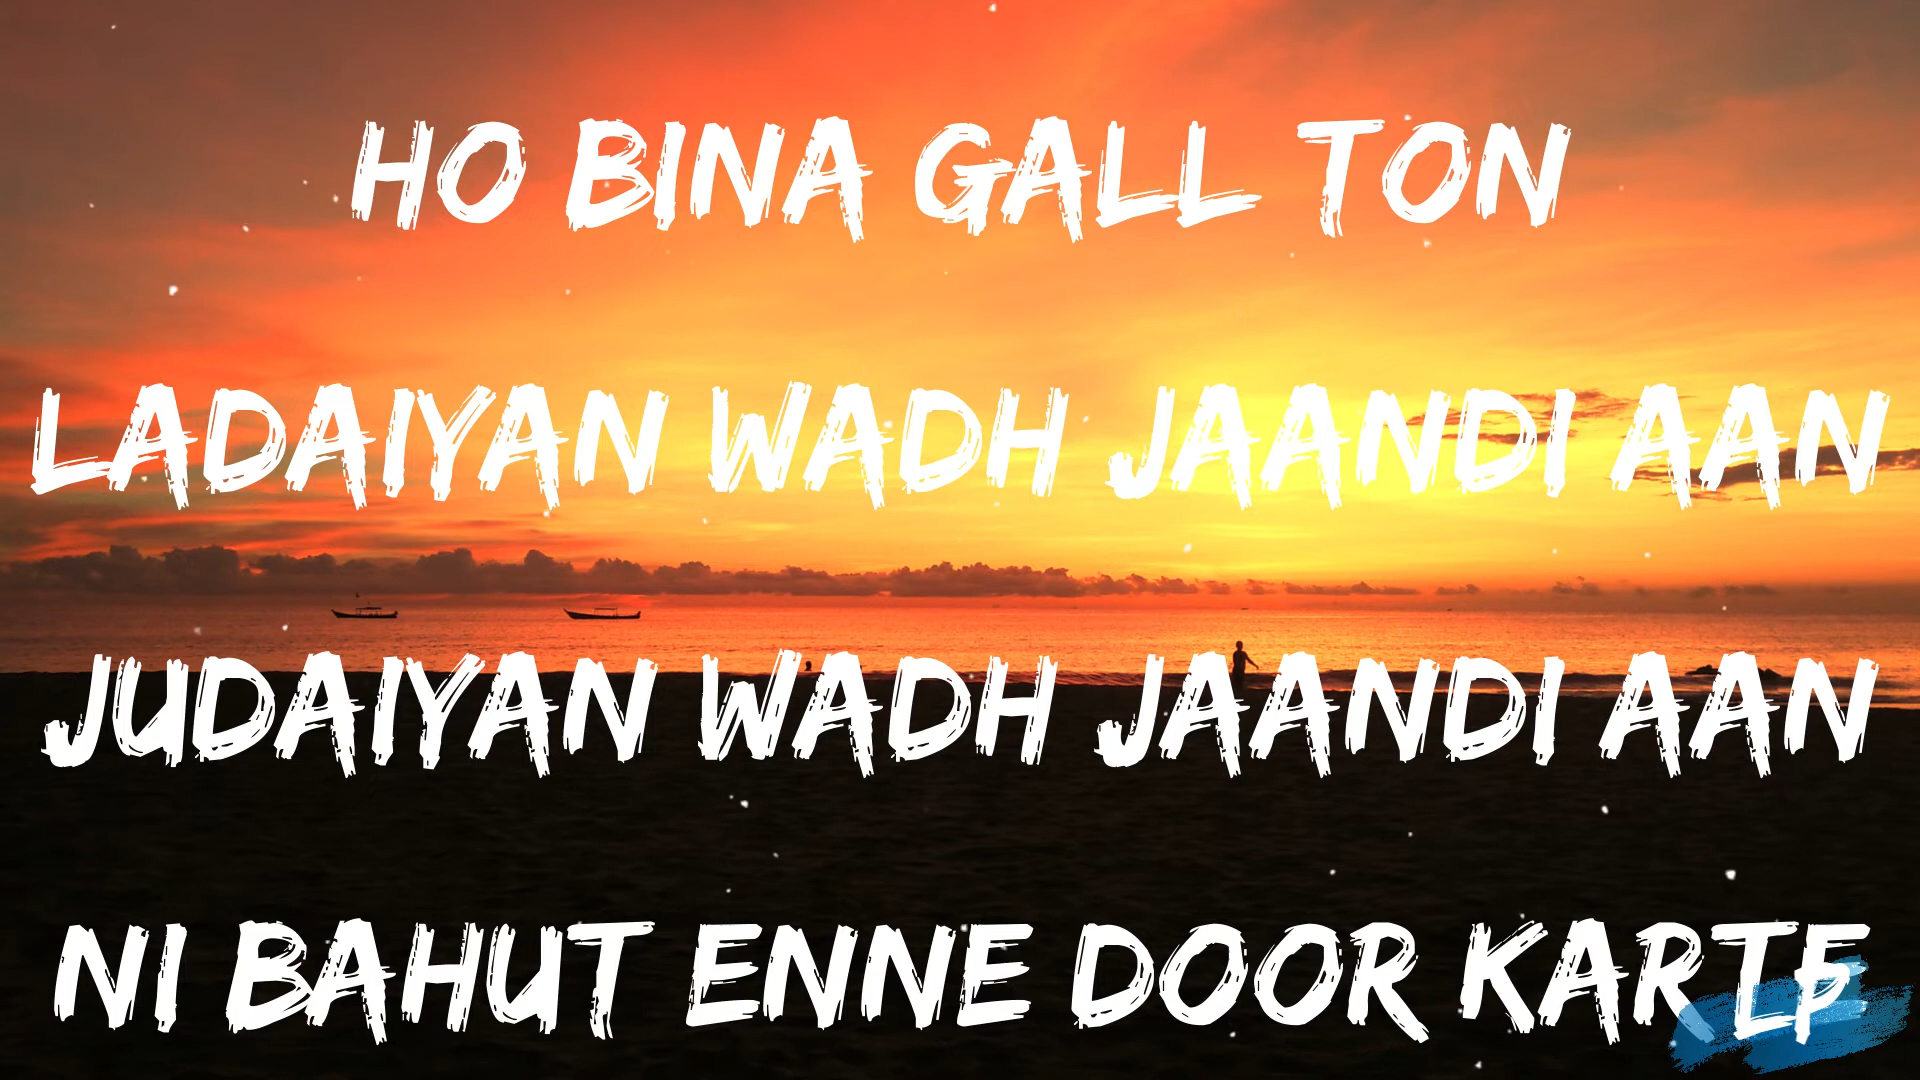 HO BINA GALL TON
LADAIYAN WADH JAANDI AAN
JUDAIYAN WADH JAANDI AAN
NI BAHUT ENNE DOOR KARTE